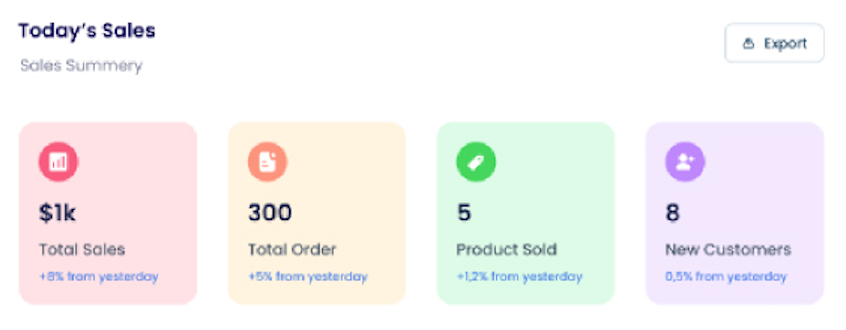 Today's Sales
Sales Summery
Export
$1k
Total Sales
+8% from yesterday
300
Total Order
+5% from yesterday
5
Product Sold
+1,2% from yesterday
8
New Customers
0,5% from yesterday